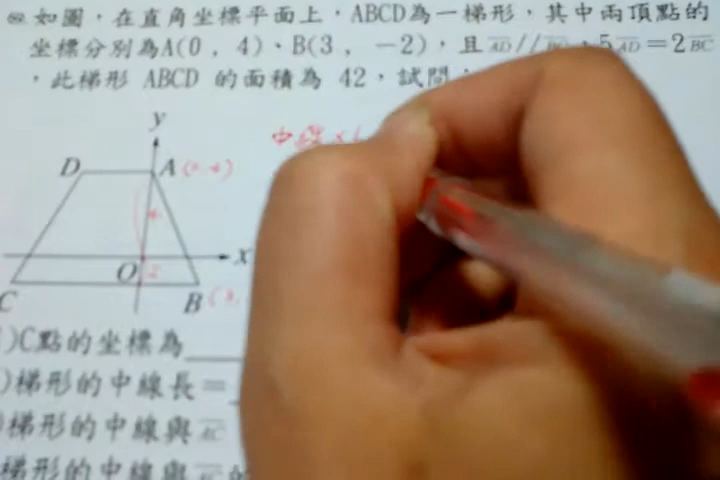 如圖,在直角坐標平面上,ABCD為一梯形,其中兩頂點的
坐標分別為A(0,4)、B(3,-2),且AD//BC、5AD=2BC
,此梯形 ABCD 的面積為 42,試問
y
D A
O x
C B
)C點的坐標為
)梯形的中線長=
)梯形的中線與AC
梯形的中線與